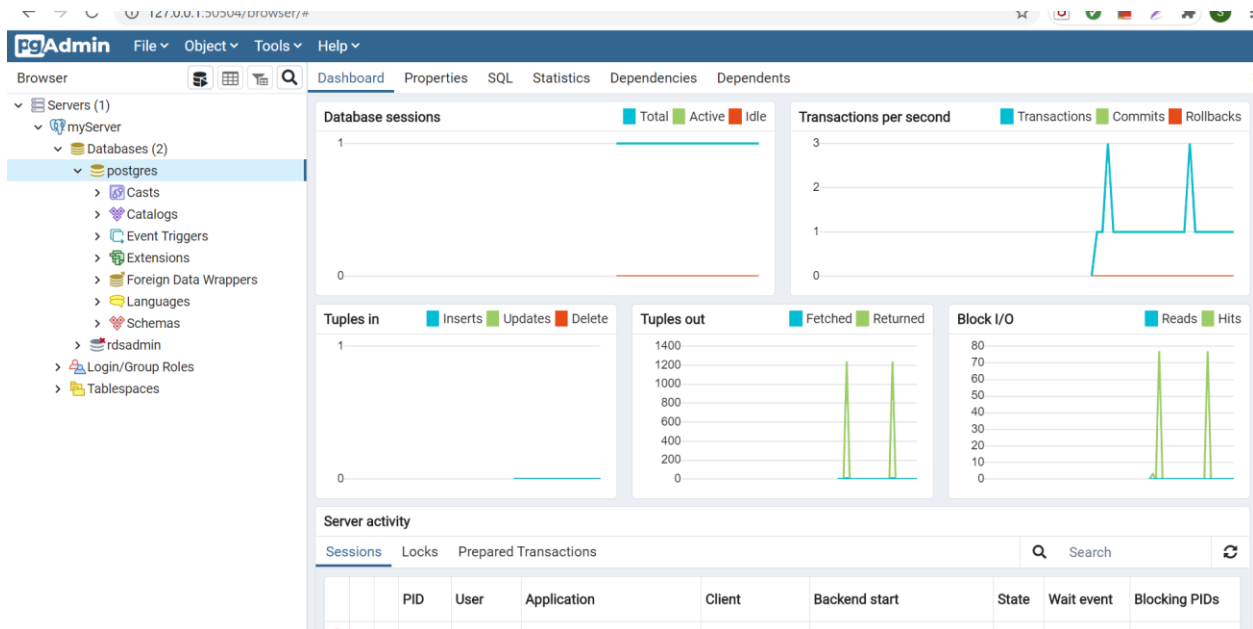 127.0.0.1:50504/browser/#
pgAdmin File Object Tools Help
Browser
Dashboard Properties SQL Statistics Dependencies Dependents
Servers (1)
myServer
Databases (2)
postgres
Casts
Catalogs
Event Triggers
Extensions
Foreign Data Wrappers
Languages
Schemas
rdsadmin
Login/Group Roles
Tablespaces
Database sessions Total Active Idle
1
0
Transactions per second Transactions Commits Rollbacks
3
2
1
0
Tuples in Inserts Updates Delete
1
0
Tuples out Fetched Returned
1400
1200
1000
800
600
400
200
0
Block I/O Reads Hits
80
70
60
50
40
30
20
10
0
Server activity
Sessions Locks Prepared Transactions Search
PID User Application Client Backend start State Wait event Blocking PIDs